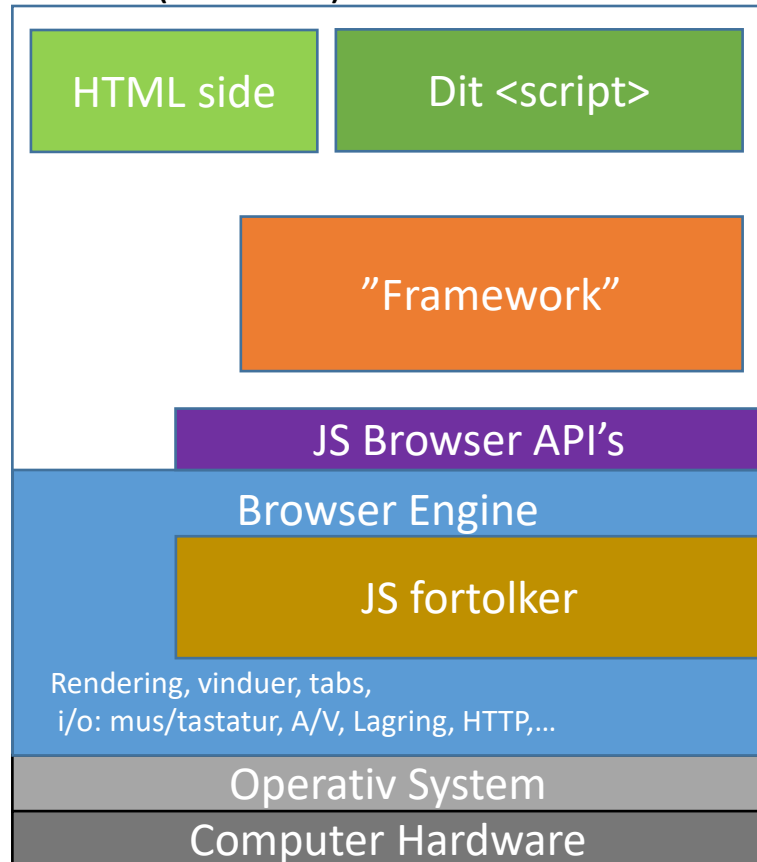 HTML side
Dit <script>
”Framework”
JS Browser API’s
Browser Engine
JS fortolker
Rendering, vinduer, tabs,
i/o: mus/tastatur, A/V, Lagring, HTTP,…
Operativ System
Computer Hardware